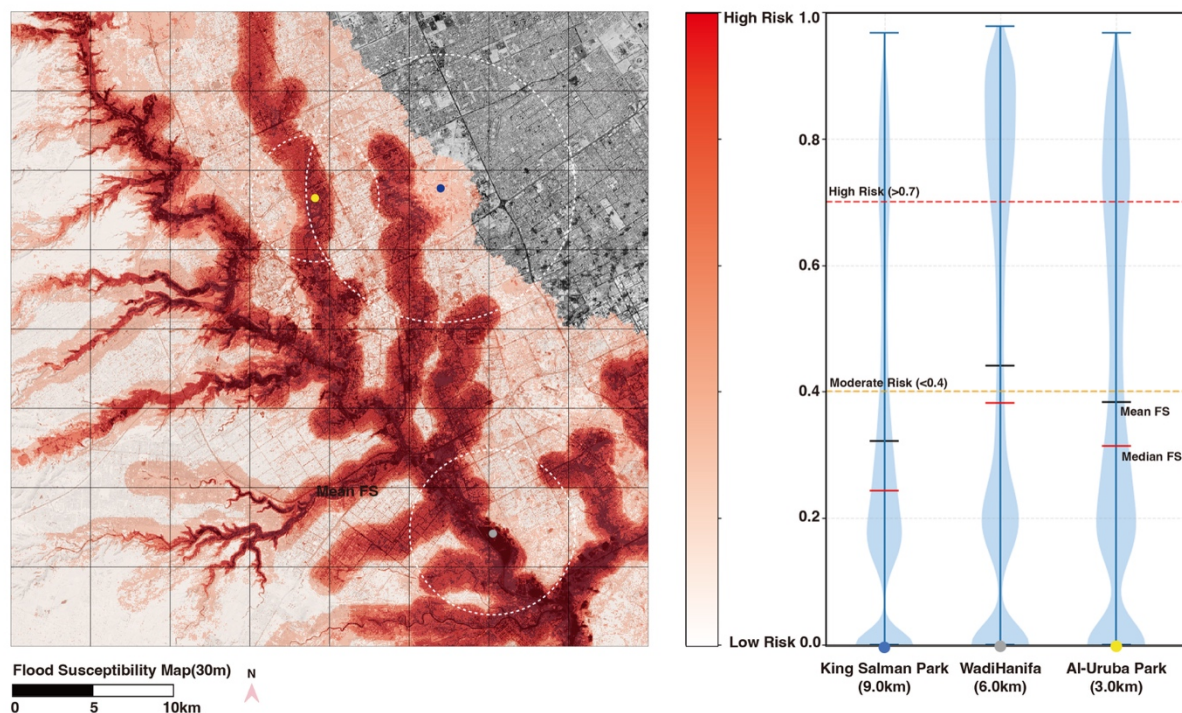 High Risk
1.0
0.8
High Risk (>0.7)
0.6
Moderate Risk (<0.4)
0.4
Mean FS
Median FS
Mean FS
0.2
Low Risk
0.0
King Salman Park
(9.0km)
WadiHanifa
(6.0km)
Al-Uruba Park
(3.0km)
Flood Susceptibility Map(30m)
N
0
5
10km